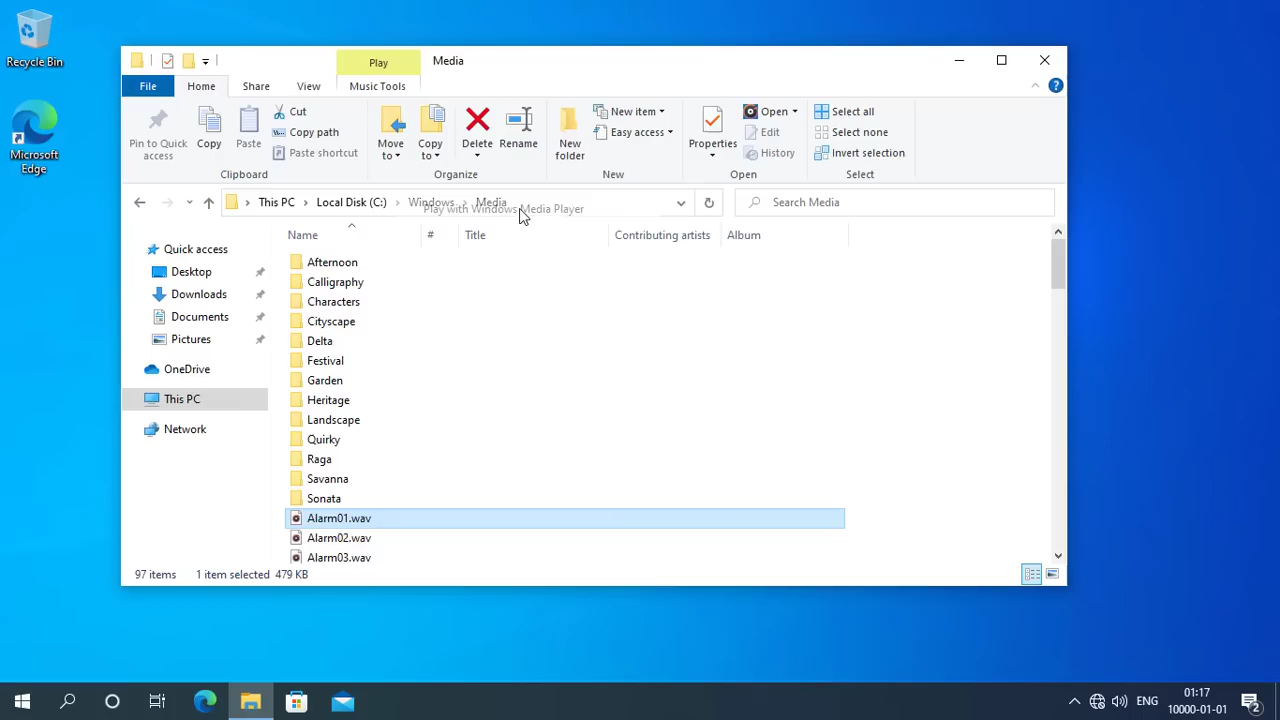 Recycle Bin
Microsoft
Edge
Play
Media
File
Home
Share
View
Music Tools
Pin to Quick
access
Copy
Paste
Cut
Copy path
Paste shortcut
Clipboard
Move
to
Copy
to
Delete
Rename
Organize
New
folder
New item
Easy access
New
Properties
Open
Edit
History
Open
Select all
Select none
Invert selection
Select
This PC
Local Disk (C:)
Windows
Media
Search Media
Play with Windows Media Player
Quick access
Desktop
Downloads
Documents
Pictures
OneDrive
This PC
Network
Name
#
Title
Contributing artists
Album
Afternoon
Calligraphy
Characters
Cityscape
Delta
Festival
Garden
Heritage
Landscape
Quirky
Raga
Savanna
Sonata
Alarm01.wav
Alarm02.wav
Alarm03.wav
97 items
1 item selected 479 KB
ENG
01:17
10000-01-01
2